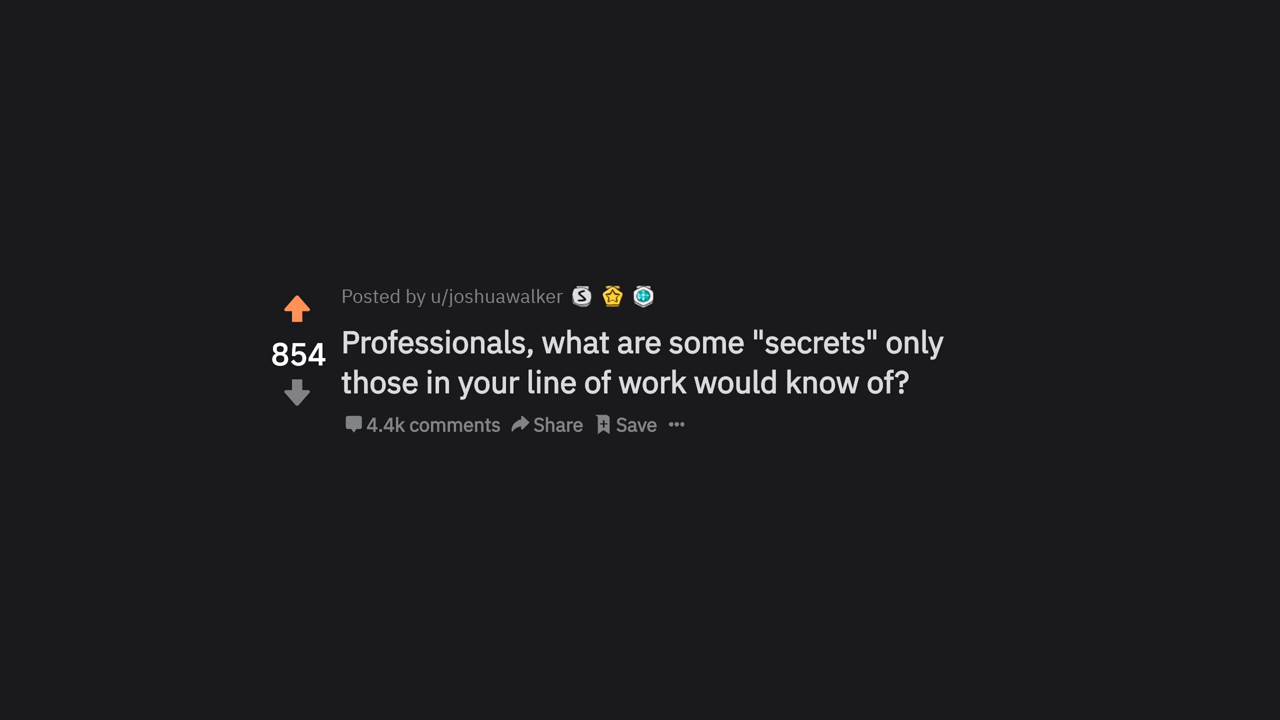 Posted by u/joshuawalker
854
Professionals, what are some "secrets" only
those in your line of work would know of?
4.4k comments Share Save ···